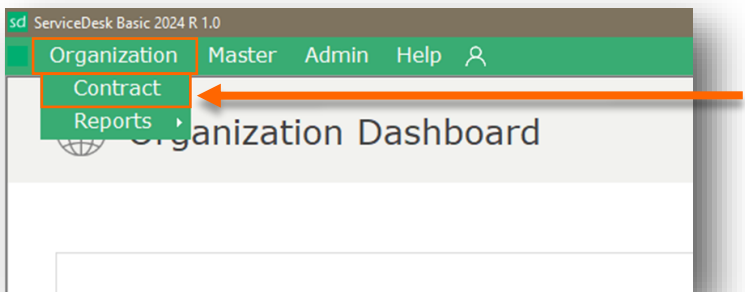 sd ServiceDesk Basic 2024 R 1.0
Organization Master Admin Help
Contract
Reports
Organization Dashboard